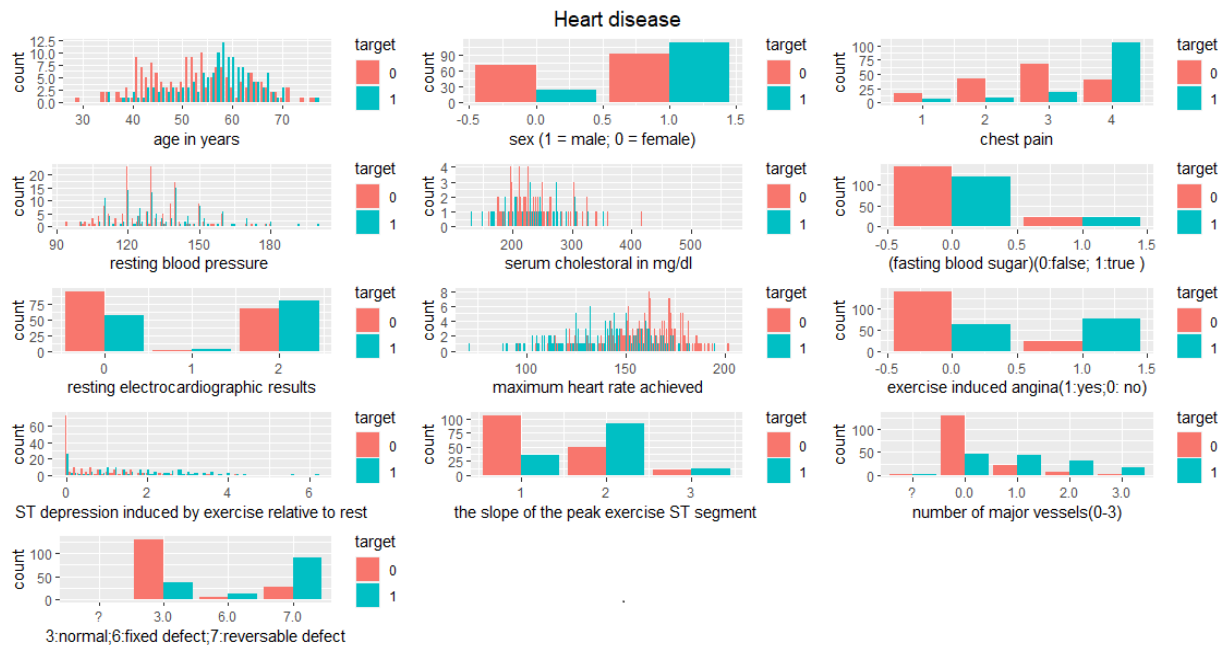 Heart disease
count
12.5
10.0
7.5
5.0
2.5
0.0
30 40 50 60 70
age in years
target
0
1
count
90
60
30
0
-0.5 0.0 0.5 1.0 1.5
sex (1 = male; 0 = female)
target
0
1
count
100
75
50
25
0
1 2 3 4
chest pain
target
0
1
count
20
15
10
5
0
90 120 150 180
resting blood pressure
target
0
1
count
4
3
2
1
0
200 300 400 500
serum cholestoral in mg/dl
target
0
1
count
100
50
0
-0.5 0.0 0.5 1.0 1.5
(fasting blood sugar)(0:false; 1:true )
target
0
1
count
75
50
25
0
0 1 2
resting electrocardiographic results
target
0
1
count
8
6
4
2
0
100 150 200
maximum heart rate achieved
target
0
1
count
100
50
0
-0.5 0.0 0.5 1.0 1.5
exercise induced angina(1:yes;0: no)
target
0
1
count
60
40
20
0
0 2 4 6
ST depression induced by exercise relative to rest
target
0
1
count
100
75
50
25
0
1 2 3
the slope of the peak exercise ST segment
target
0
1
count
100
50
0
? 0.0 1.0 2.0 3.0
number of major vessels(0-3)
target
0
1
count
100
50
0
? 3.0 6.0 7.0
3:normal;6:fixed defect;7:reversable defect
target
0
1
.